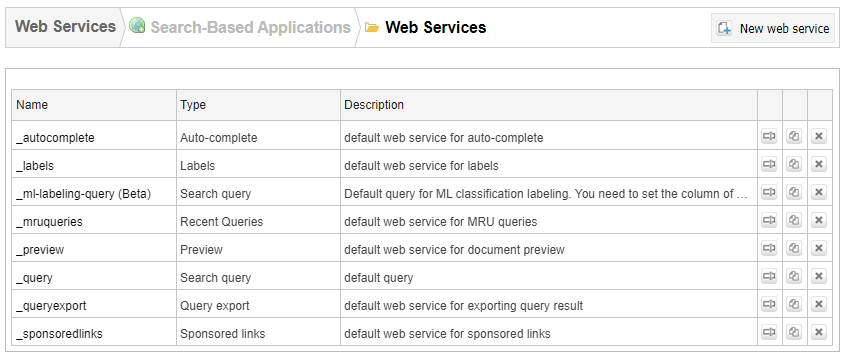 Web Services Search-Based Applications Web Services New web service
Name Type Description
_autocomplete Auto-complete default web service for auto-complete
_labels Labels default web service for labels
_ml-labeling-query (Beta) Search query Default query for ML classification labeling. You need to set the column of ...
_mruqueries Recent Queries default web service for MRU queries
_preview Preview default web service for document preview
_query Search query default query
_queryexport Query export default web service for exporting query result
_sponsoredlinks Sponsored links default web service for sponsored links